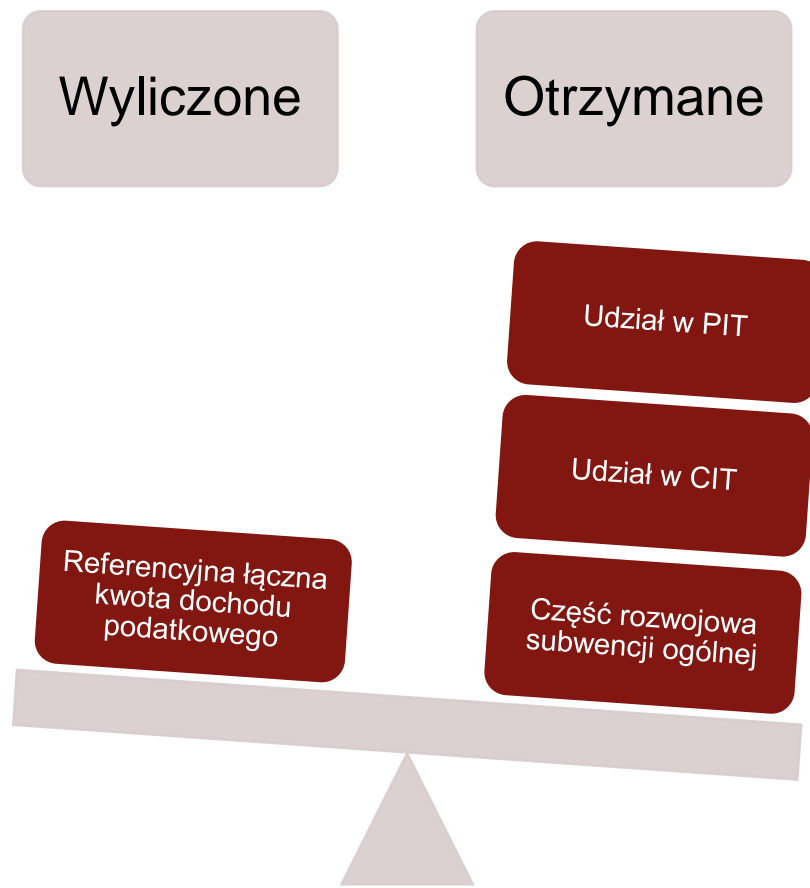 Wyliczone
Otrzymane
Udział w PIT
Udział w CIT
Referencyjna łączna
kwota dochodu
podatkowego
Część rozwojowa
subwencji ogólnej